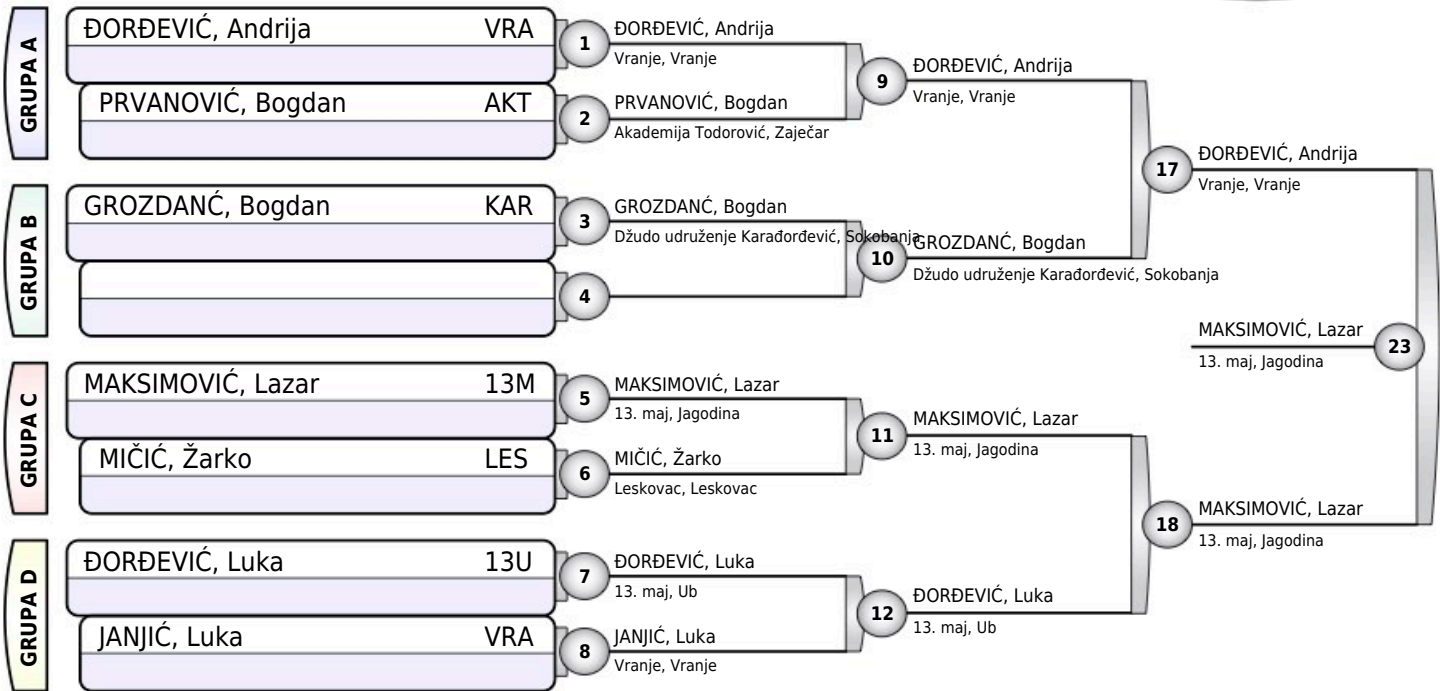 GRUPA A
ĐORĐEVIĆ, Andrija VRA
PRVANOVIĆ, Bogdan AKT
GRUPA B
GROZDANĆ, Bogdan KAR
GRUPA C
MAKSIMOVIĆ, Lazar 13M
MIČIĆ, Žarko LES
GRUPA D
ĐORĐEVIĆ, Luka 13U
JANJIĆ, Luka VRA
1
ĐORĐEVIĆ, Andrija
Vranje, Vranje
2
PRVANOVIĆ, Bogdan
Akademija Todorović, Zaječar
3
GROZDANĆ, Bogdan
Džudo udruženje Karađorđević, Sokobanja
4
5
MAKSIMOVIĆ, Lazar
13. maj, Jagodina
6
MIČIĆ, Žarko
Leskovac, Leskovac
7
ĐORĐEVIĆ, Luka
13. maj, Ub
8
JANJIĆ, Luka
Vranje, Vranje
9
ĐORĐEVIĆ, Andrija
Vranje, Vranje
10
GROZDANĆ, Bogdan
Džudo udruženje Karađorđević, Sokobanja
11
MAKSIMOVIĆ, Lazar
13. maj, Jagodina
12
ĐORĐEVIĆ, Luka
13. maj, Ub
17
ĐORĐEVIĆ, Andrija
Vranje, Vranje
18
MAKSIMOVIĆ, Lazar
13. maj, Jagodina
MAKSIMOVIĆ, Lazar
13. maj, Jagodina
23